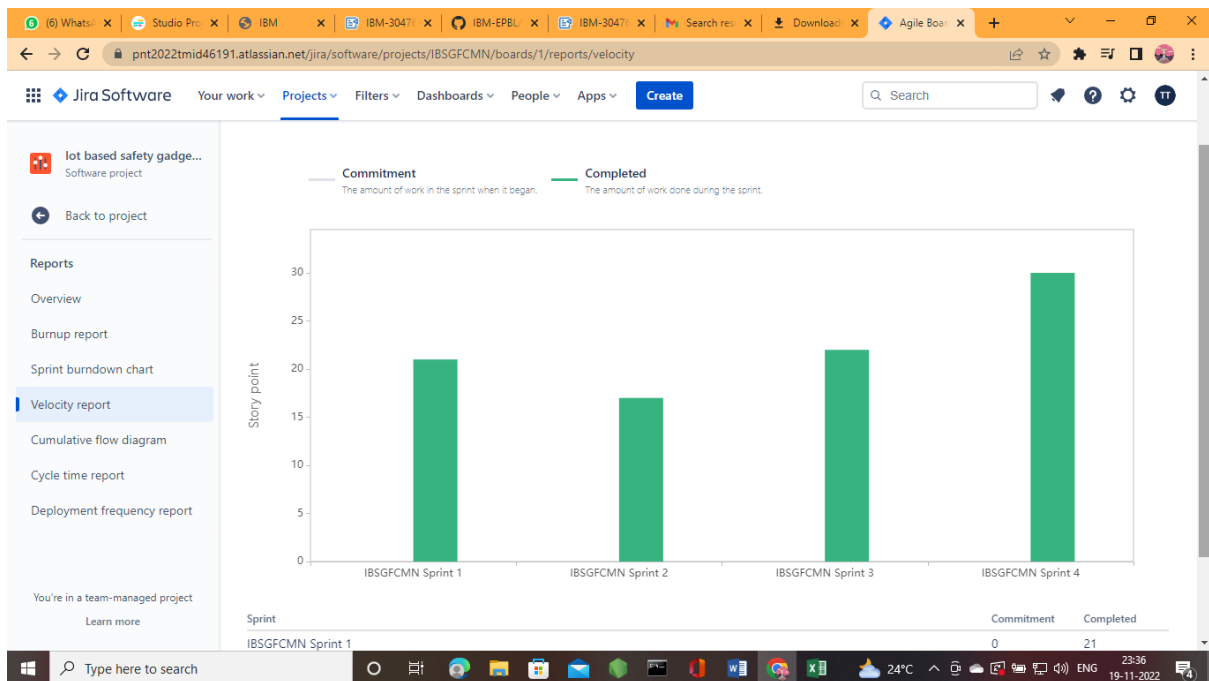 6 (6) WhatsA
Studio Pro
IBM
IBM-30476
IBM-EPBL/
IBM-30476
Search res
Download
Agile Boar
pnt2022tmid46191.atlassian.net/jira/software/projects/IBSGFCMN/boards/1/reports/velocity
Jira Software Your work Projects Filters Dashboards People Apps Create Search TT
Iot based safety gadge...
Software project
Back to project
Reports
Overview
Burnup report
Sprint burndown chart
Velocity report
Cumulative flow diagram
Cycle time report
Deployment frequency report
You're in a team-managed project
Learn more
Commitment
The amount of work in the sprint when it began.
Completed
The amount of work done during the sprint.
Story point
30
25
20
15
10
5
0
IBSGFCMN Sprint 1 IBSGFCMN Sprint 2 IBSGFCMN Sprint 3 IBSGFCMN Sprint 4
Sprint Commitment Completed
IBSGFCMN Sprint 1 0 21
Type here to search
24°C ENG 23:36
19-11-2022
4